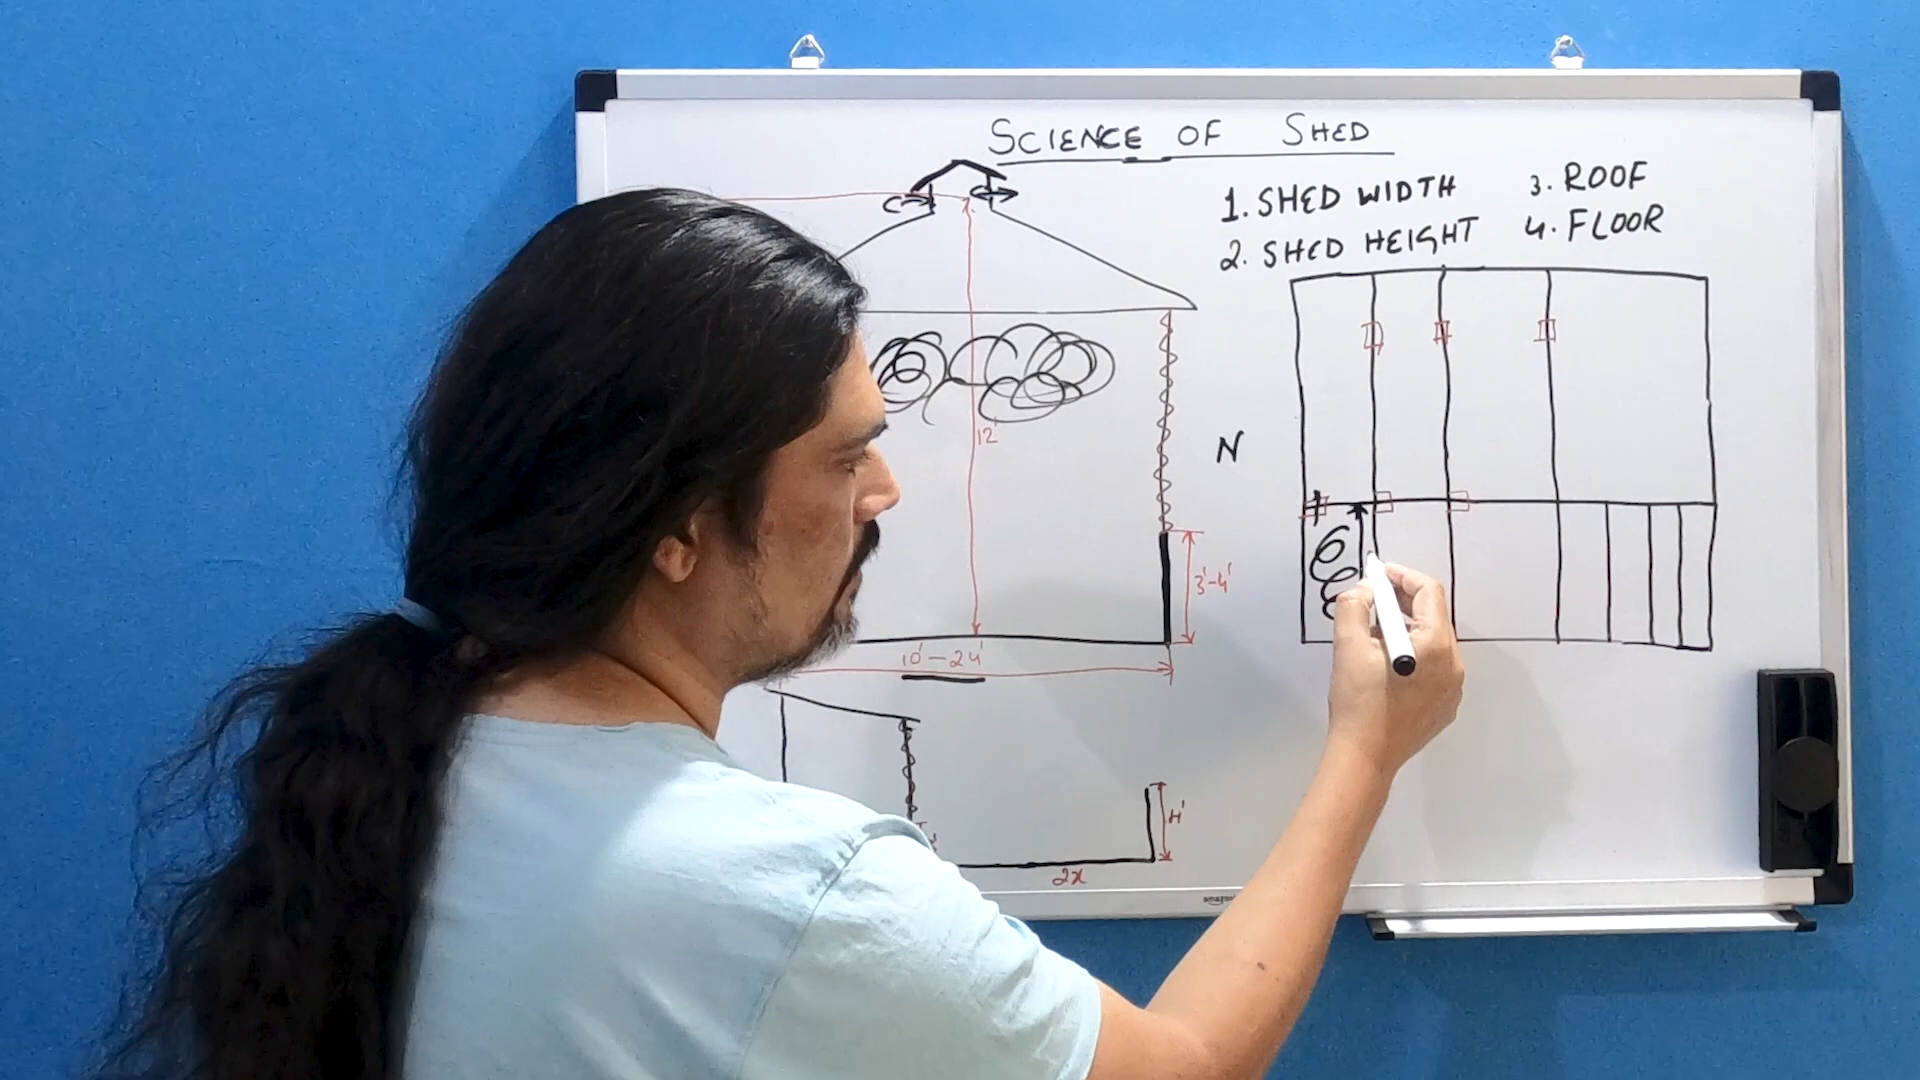 SCIENCE OF SHED
1. SHED WIDTH
2. SHED HEIGHT
3. ROOF
4. FLOOR
12'
N
3'-4'
10'-24'
H'
2x
amazon